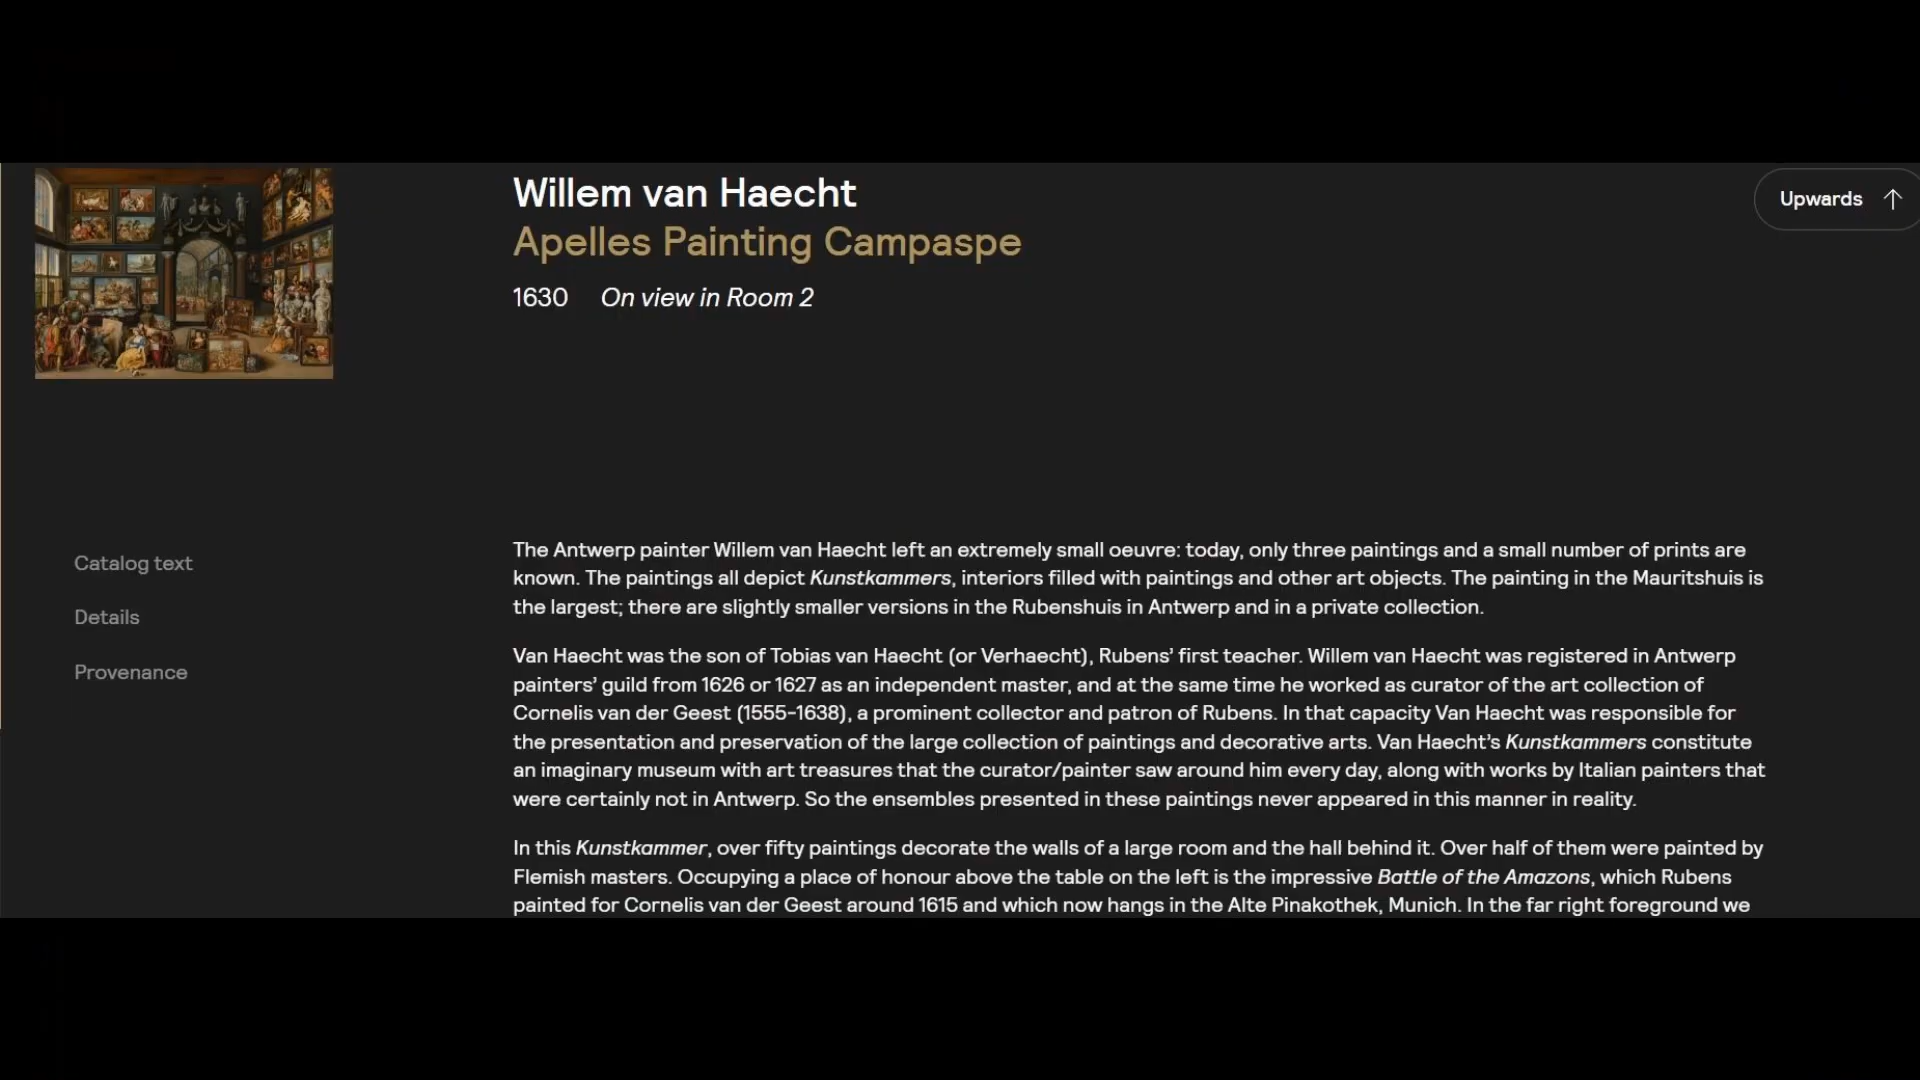 Willem van Haecht
Apelles Painting Campaspe
1630 On view in Room 2
Upwards ↑
Catalog text
Details
Provenance
The Antwerp painter Willem van Haecht left an extremely small oeuvre: today, only three paintings and a small number of prints are
known. The paintings all depict Kunstkammers, interiors filled with paintings and other art objects. The painting in the Mauritshuis is
the largest; there are slightly smaller versions in the Rubenshuis in Antwerp and in a private collection.
Van Haecht was the son of Tobias van Haecht (or Verhaecht), Rubens’ first teacher. Willem van Haecht was registered in Antwerp
painters’ guild from 1626 or 1627 as an independent master, and at the same time he worked as curator of the art collection of
Cornelis van der Geest (1555-1638), a prominent collector and patron of Rubens. In that capacity Van Haecht was responsible for
the presentation and preservation of the large collection of paintings and decorative arts. Van Haecht’s Kunstkammers constitute
an imaginary museum with art treasures that the curator/painter saw around him every day, along with works by Italian painters that
were certainly not in Antwerp. So the ensembles presented in these paintings never appeared in this manner in reality.
In this Kunstkammer, over fifty paintings decorate the walls of a large room and the hall behind it. Over half of them were painted by
Flemish masters. Occupying a place of honour above the table on the left is the impressive Battle of the Amazons, which Rubens
painted for Cornelis van der Geest around 1615 and which now hangs in the Alte Pinakothek, Munich. In the far right foreground we